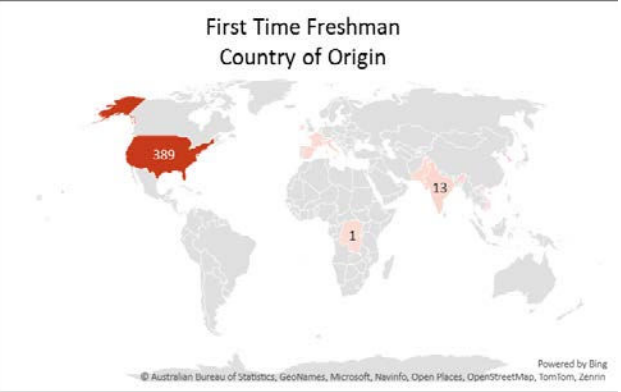 First Time Freshman
Country of Origin
389
13
1
Powered by Bing
© Australian Bureau of Statistics, GeoNames, Microsoft, Navinfo, Open Places, OpenStreetMap, TomTom, Zenrin